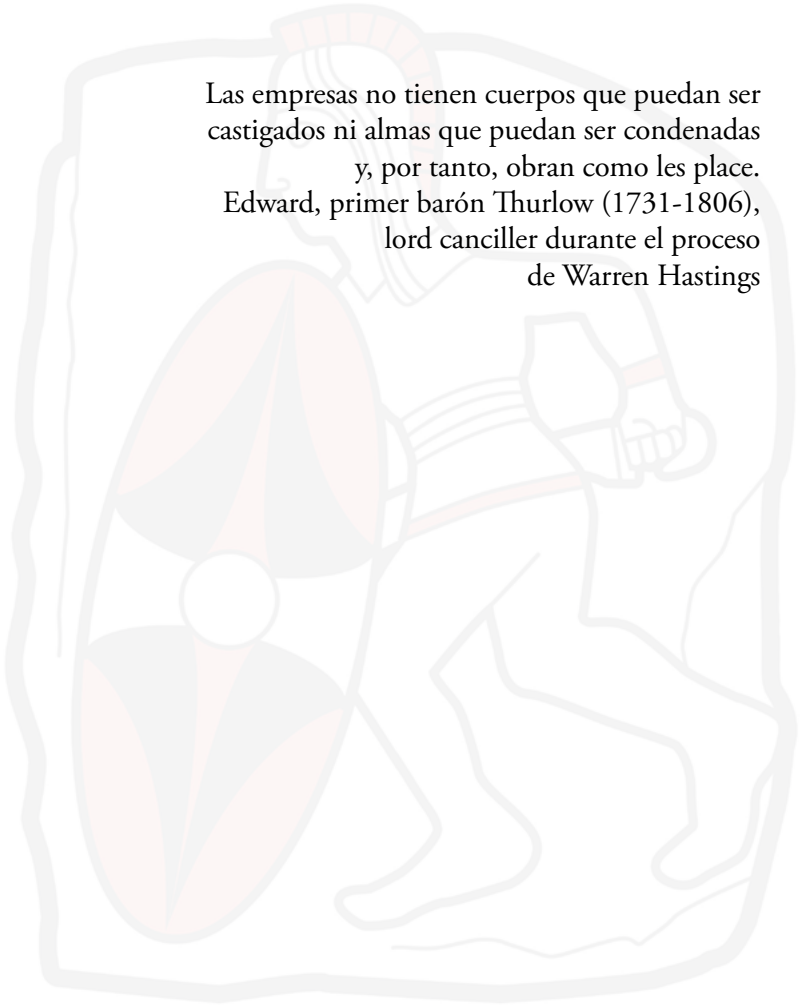 Las empresas no tienen cuerpos que puedan ser
castigados ni almas que puedan ser condenadas
y, por tanto, obran como les place.
Edward, primer barón Thurlow (1731-1806),
lord canciller durante el proceso
de Warren Hastings